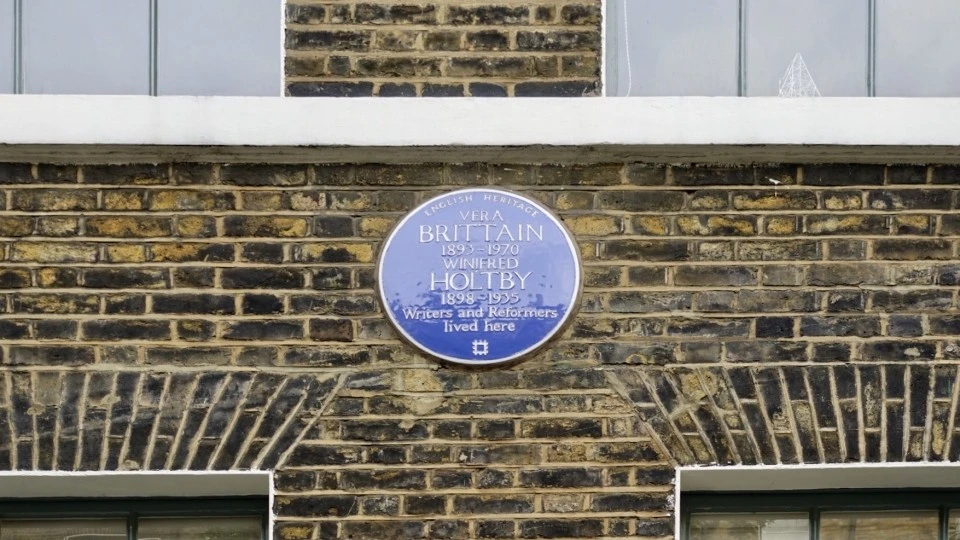 ENGLISH HERITAGE
VERA
BRITTAIN
1893-1970
WINIFRED
HOLTBY
1898-1935
Writers and Reformers
lived here